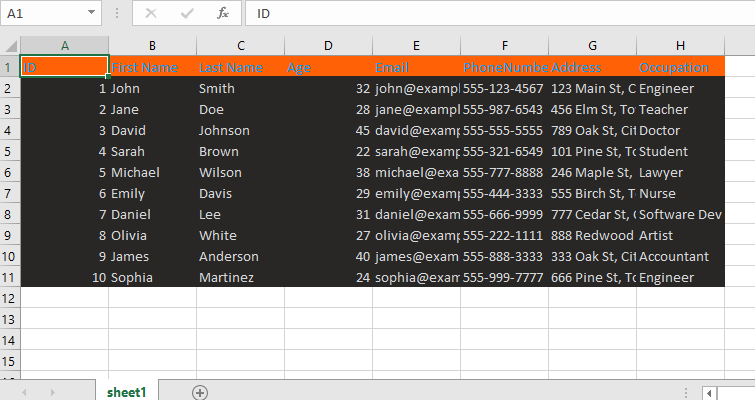 A1 fx ID
A B C D E F G H
1 ID First Name Last Name Age Email PhoneNumbe Address Occupation
2 1 John Smith 32 john@exampl 555-123-4567 123 Main St, C Engineer
3 2 Jane Doe 28 jane@exampl 555-987-6543 456 Elm St, To Teacher
4 3 David Johnson 45 david@examp 555-555-5555 789 Oak St, Cit Doctor
5 4 Sarah Brown 22 sarah@examp 555-321-6549 101 Pine St, To Student
6 5 Michael Wilson 38 michael@exa 555-777-8888 246 Maple St, Lawyer
7 6 Emily Davis 29 emily@examp 555-444-3333 555 Birch St, T Nurse
8 7 Daniel Lee 31 daniel@exam 555-666-9999 777 Cedar St, Software Dev
9 8 Olivia White 27 olivia@examp 555-222-1111 888 Redwood Artist
10 9 James Anderson 40 james@exam 555-888-3333 333 Oak St, Cit Accountant
11 10 Sophia Martinez 24 sophia@exam 555-999-7777 666 Pine St, To Engineer
12
13
14
15
sheet1